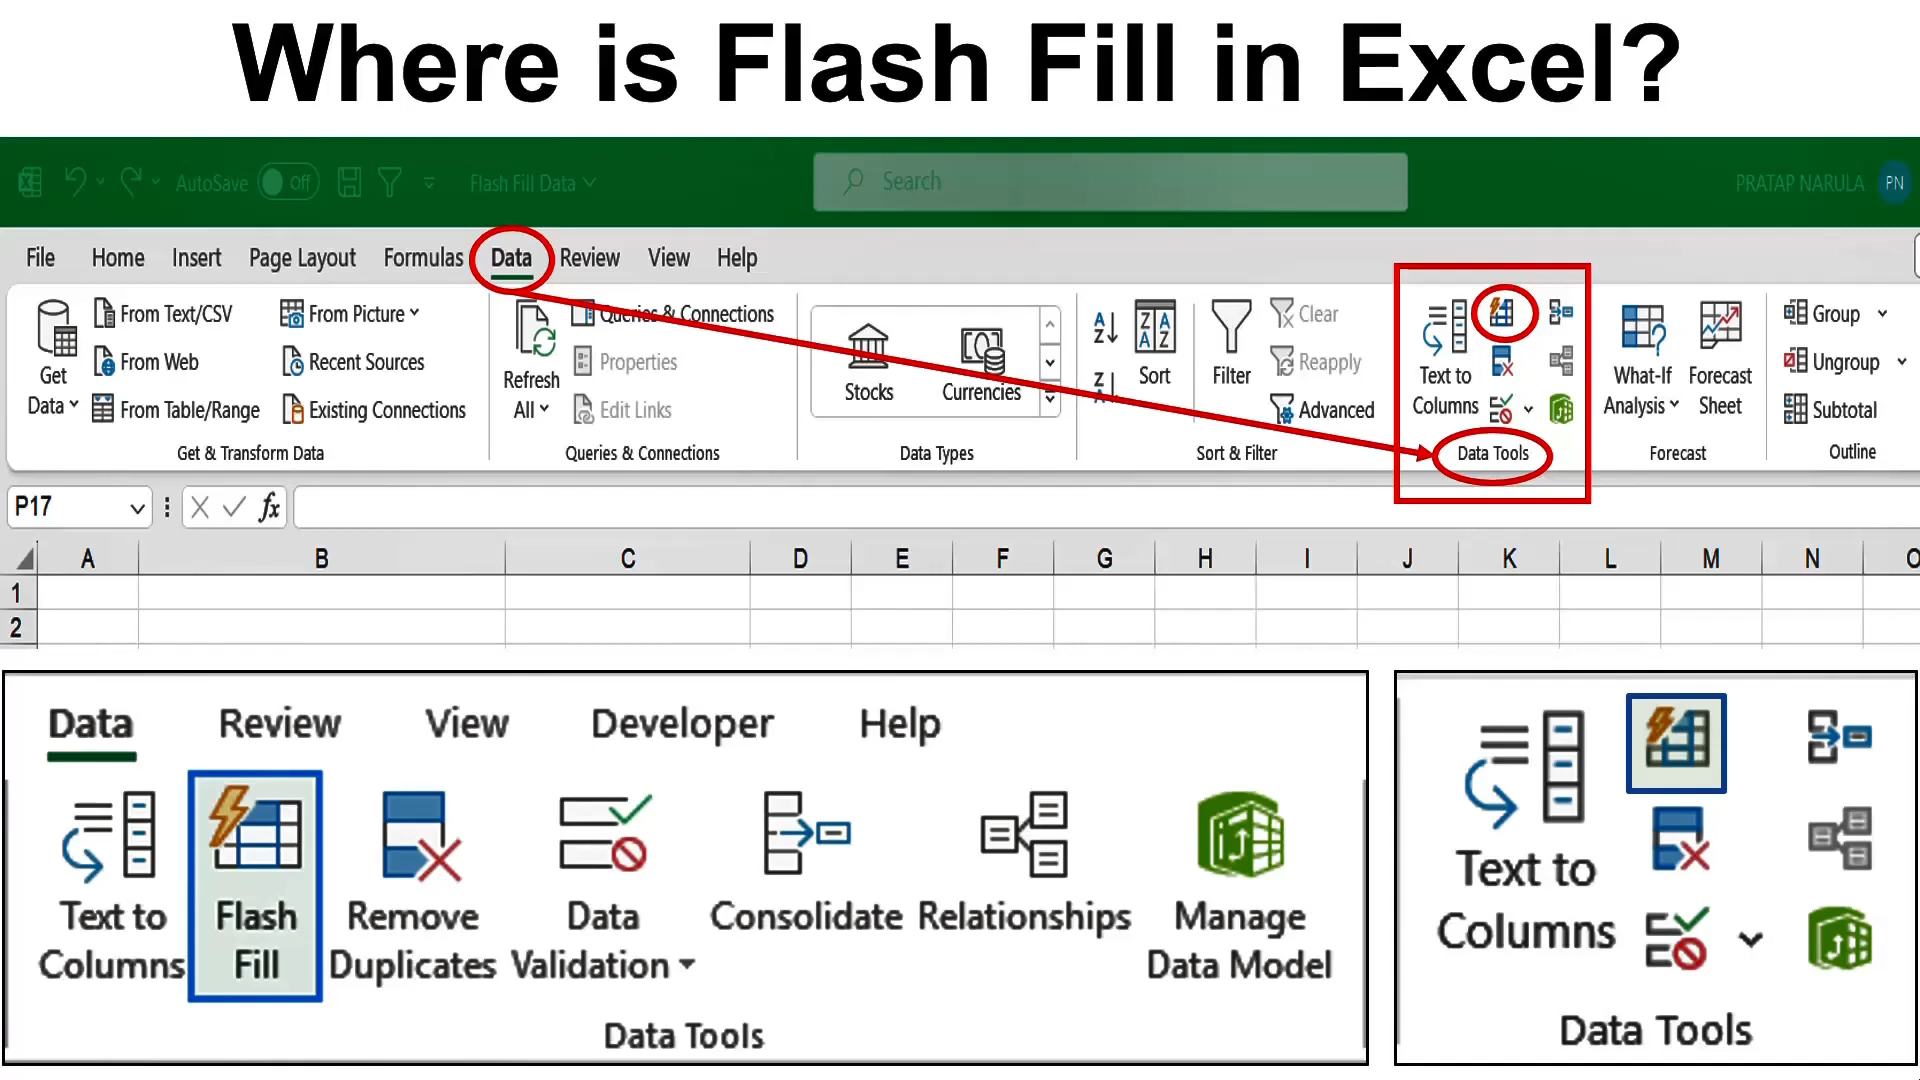 Where is Flash Fill in Excel?
AutoSave Off Flash Fill Data Search PRATAP NARULA PN
File Home Insert Page Layout Formulas Data Review View Help
Get
Data
From Text/CSV
From Web
From Table/Range
From Picture
Recent Sources
Existing Connections
Get & Transform Data
Refresh
All
Queries & Connections
Properties
Edit Links
Queries & Connections
Stocks
Currencies
Data Types
Sort
Filter
Clear
Reapply
Advanced
Sort & Filter
Text to
Columns
Data Tools
What-If
Analysis
Forecast
Sheet
Forecast
Group
Ungroup
Subtotal
Outline
P17 fx
A B C D E F G H I J K L M N O
1
2
Data Review View Developer Help
Text to
Columns
Flash
Fill
Remove
Duplicates
Data
Validation
Consolidate
Relationships
Manage
Data Model
Data Tools
Text to
Columns
Data Tools